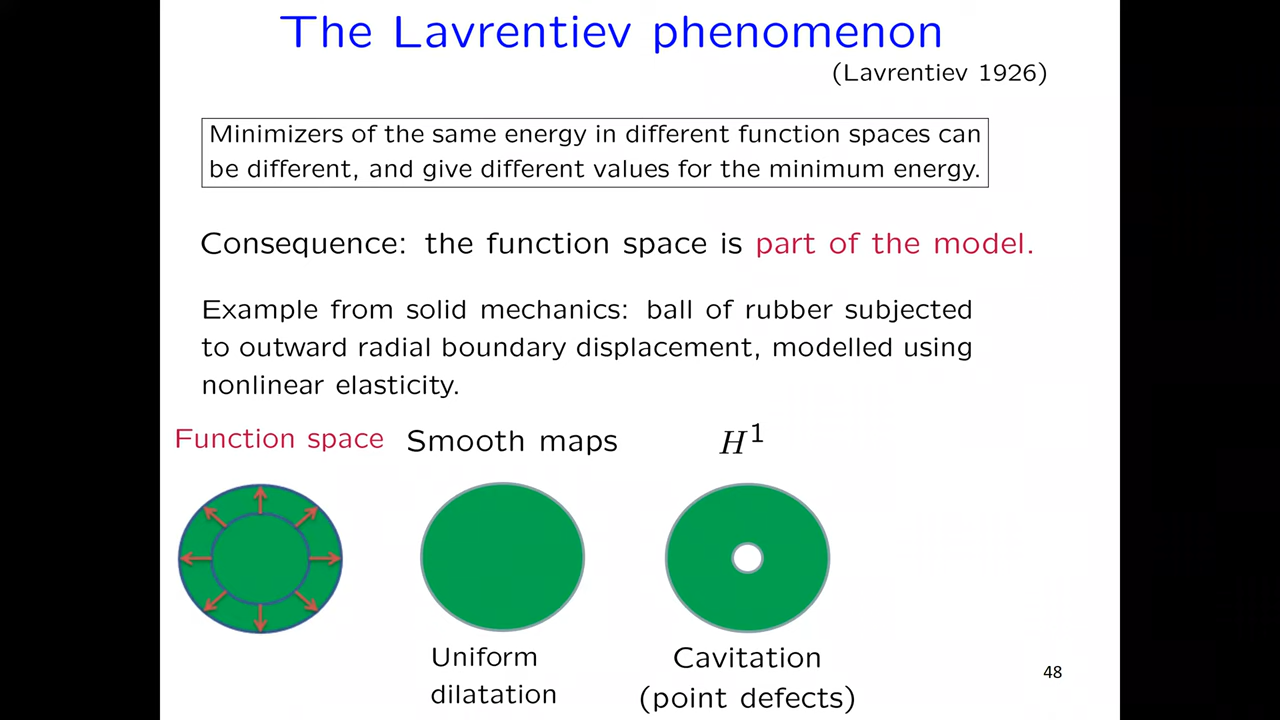 The Lavrentiev phenomenon
(Lavrentiev 1926)
Minimizers of the same energy in different function spaces can
be different, and give different values for the minimum energy.
Consequence: the function space is part of the model.
Example from solid mechanics: ball of rubber subjected
to outward radial boundary displacement, modelled using
nonlinear elasticity.
Function space Smooth maps H¹
Uniform
dilatation
Cavitation
(point defects)
48